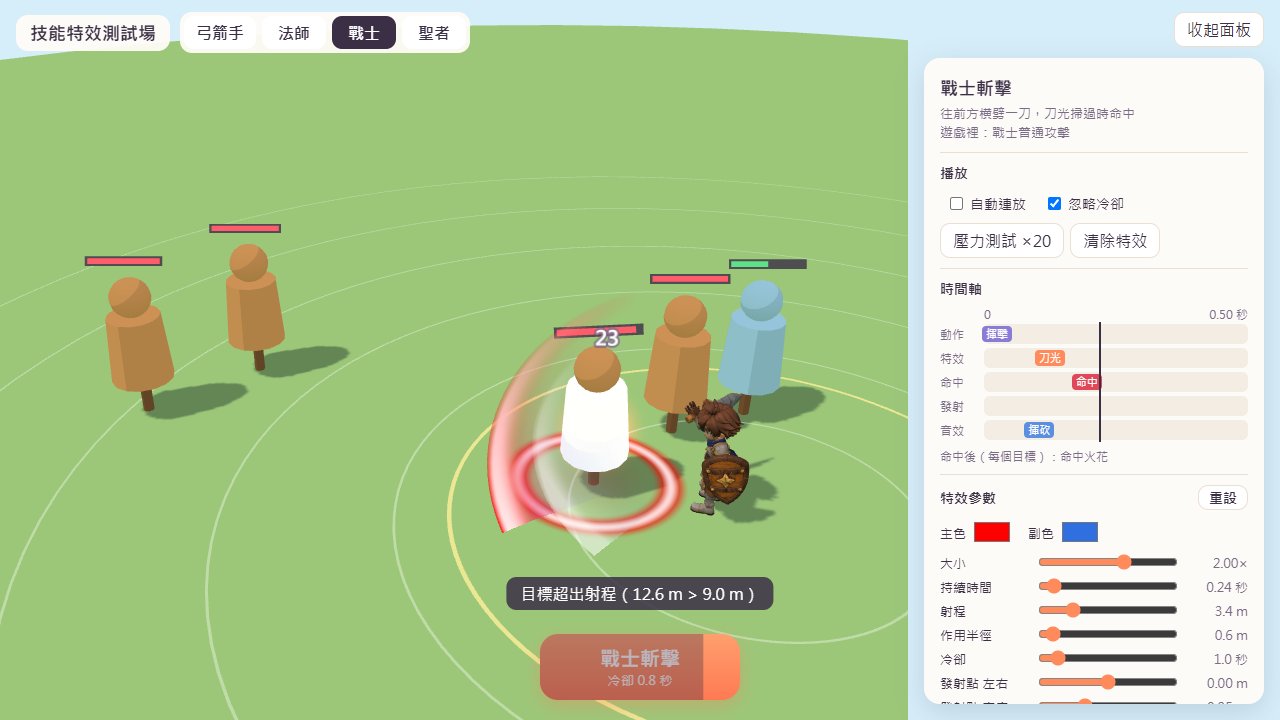 技能特效測試場
弓箭手 法師 戰士 聖者
收起面板
戰士斬擊
往前方橫劈一刀，刀光掃過時命中
遊戲裡：戰士普通攻擊
播放
自動連放 忽略冷卻
壓力測試 ×20 清除特效
時間軸
0 0.50 秒
動作 揮擊
特效 刀光
命中 命中
發射
音效 揮砍
命中後（每個目標）：命中火花
特效參數 重設
主色 副色
大小 2.00×
持續時間 0.24 秒
射程 3.4 m
作用半徑 0.6 m
冷卻 1.0 秒
發射點 左右 0.00 m
23
目標超出射程（12.6 m > 9.0 m）
戰士斬擊
冷卻 0.8 秒